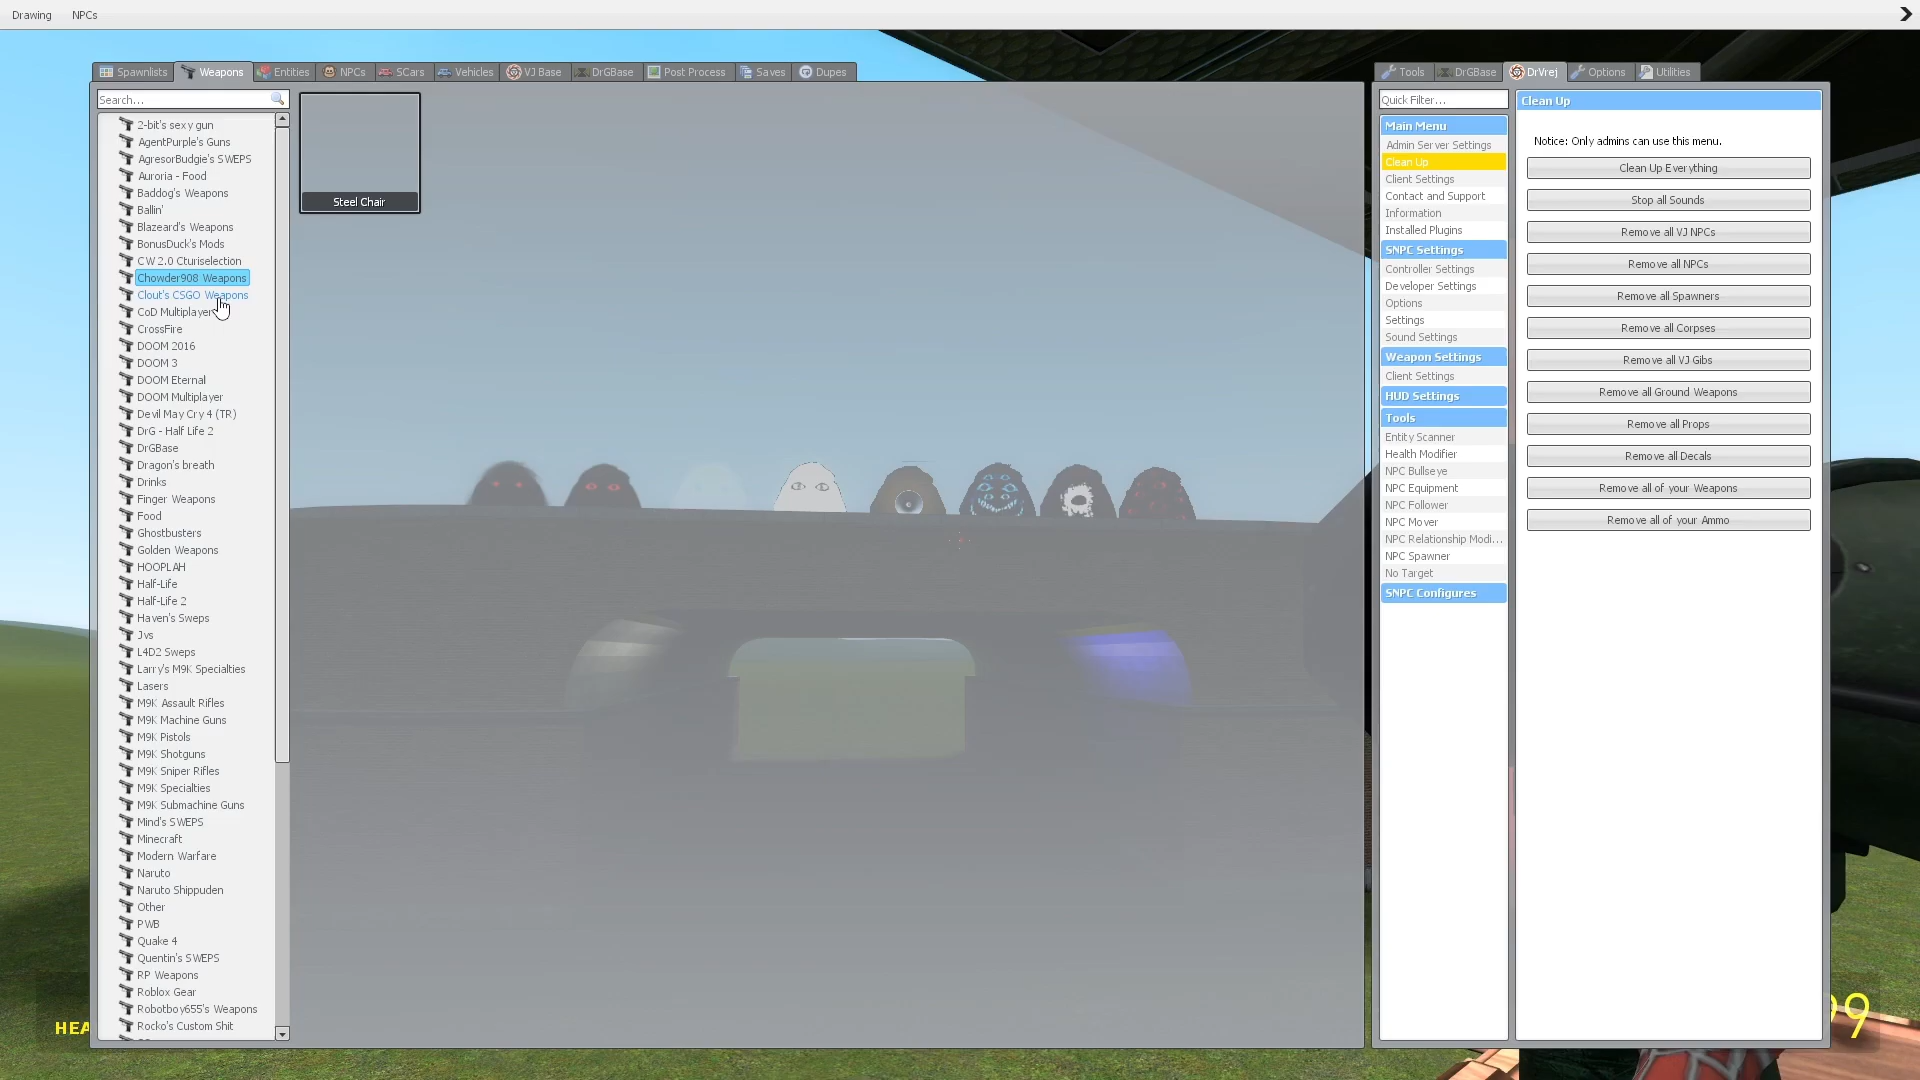 Drawing NPCs
Spawnlists Weapons Entities NPCs SCars Vehicles VJ Base DrGBase Post Process Saves Dupes
Search...
2-bit's sexy gun
AgentPurple's Guns
AgresorBudgie's SWEPS
Auroria - Food
Baddog's Weapons
Ballin'
Blazeard's Weapons
BonusDuck's Mods
CW 2.0 Cturiselection
Chowder908 Weapons
Clout's CSGO Weapons
CoD Multiplayer
CrossFire
DOOM 2016
DOOM 3
DOOM Eternal
DOOM Multiplayer
Devil May Cry 4 (TR)
DrG - Half Life 2
DrGBase
Dragon's breath
Drinks
Finger Weapons
Food
Ghostbusters
Golden Weapons
HOOPLAH
Half-Life
Half-Life 2
Haven's Sweps
Jvs
L4D2 Sweps
Larry's M9K Specialties
Lasers
M9K Assault Rifles
M9K Machine Guns
M9K Pistols
M9K Shotguns
M9K Sniper Rifles
M9K Specialties
M9K Submachine Guns
Mind's SWEPS
Minecraft
Modern Warfare
Naruto
Naruto Shippuden
Other
PWB
Quake 4
Quentin's SWEPS
RP Weapons
Roblox Gear
Robotboy655's Weapons
Rocko's Custom Shit
Steel Chair
Tools DrGBase DrVrej Options Utilities
Quick Filter...
Main Menu
Admin Server Settings
Clean Up
Client Settings
Contact and Support
Information
Installed Plugins
SNPC Settings
Controller Settings
Developer Settings
Options
Settings
Sound Settings
Weapon Settings
Client Settings
HUD Settings
Tools
Entity Scanner
Health Modifier
NPC Bullseye
NPC Equipment
NPC Follower
NPC Mover
NPC Relationship Modi...
NPC Spawner
No Target
SNPC Configures
Clean Up
Notice: Only admins can use this menu.
Clean Up Everything
Stop all Sounds
Remove all VJ NPCs
Remove all NPCs
Remove all Spawners
Remove all Corpses
Remove all VJ Gibs
Remove all Ground Weapons
Remove all Props
Remove all Decals
Remove all of your Weapons
Remove all of your Ammo
HEA
99